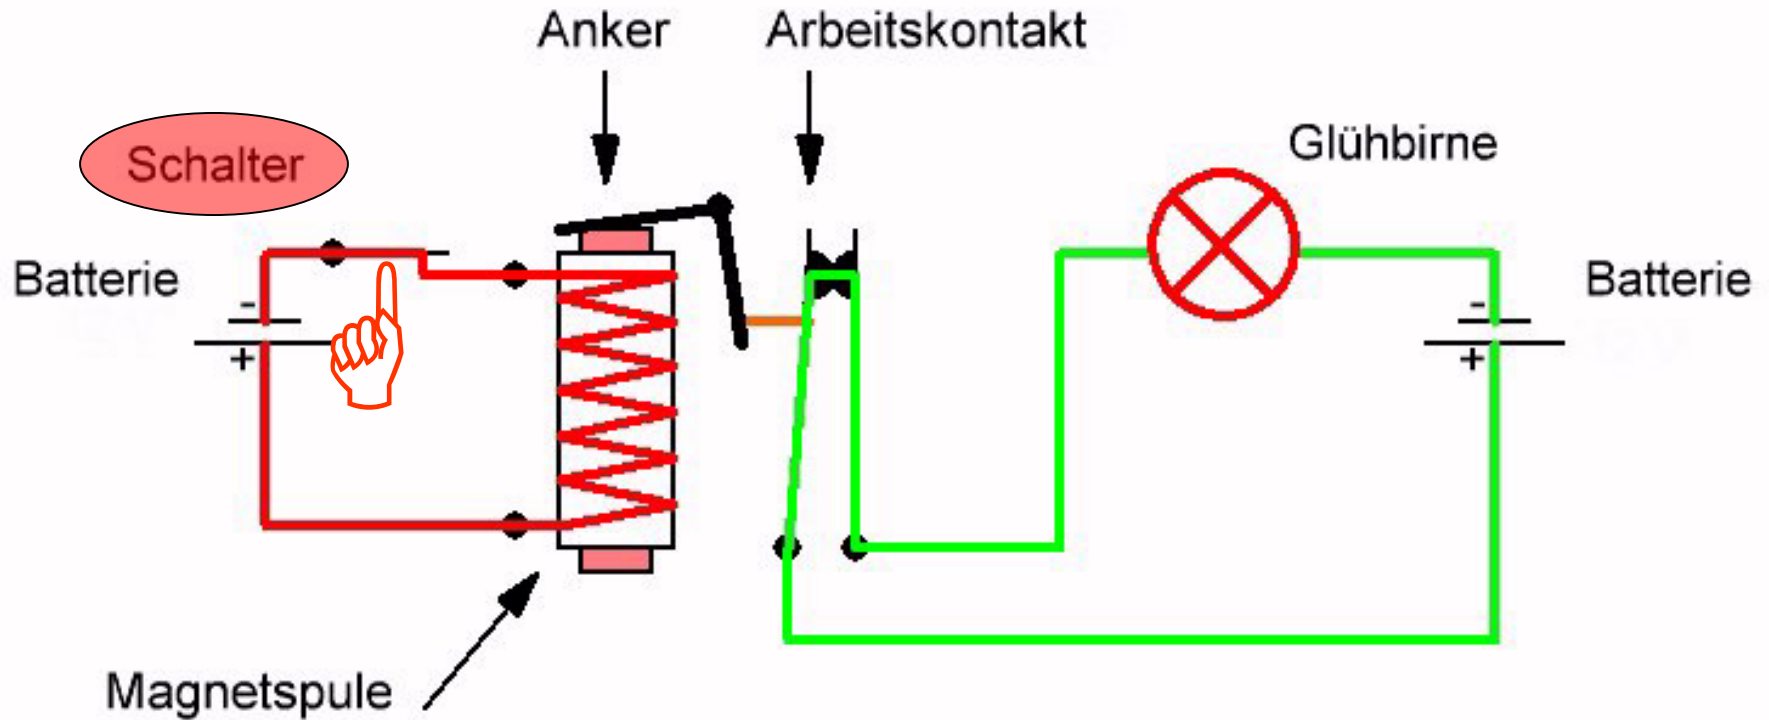 Anker
Arbeitskontakt
Schalter
Glühbirne
Batterie
Batterie
-
+
-
+
Magnetspule